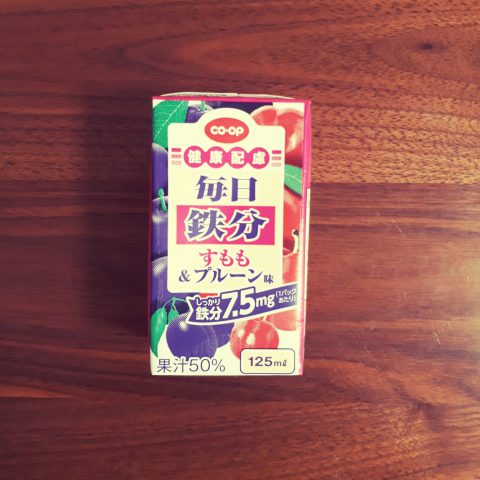 CO·OP
健康配慮
毎日
鉄分
すもも
&プルーン味
しっかり
鉄分7.5mg(1パックあたり)
果汁50%
125mℓ